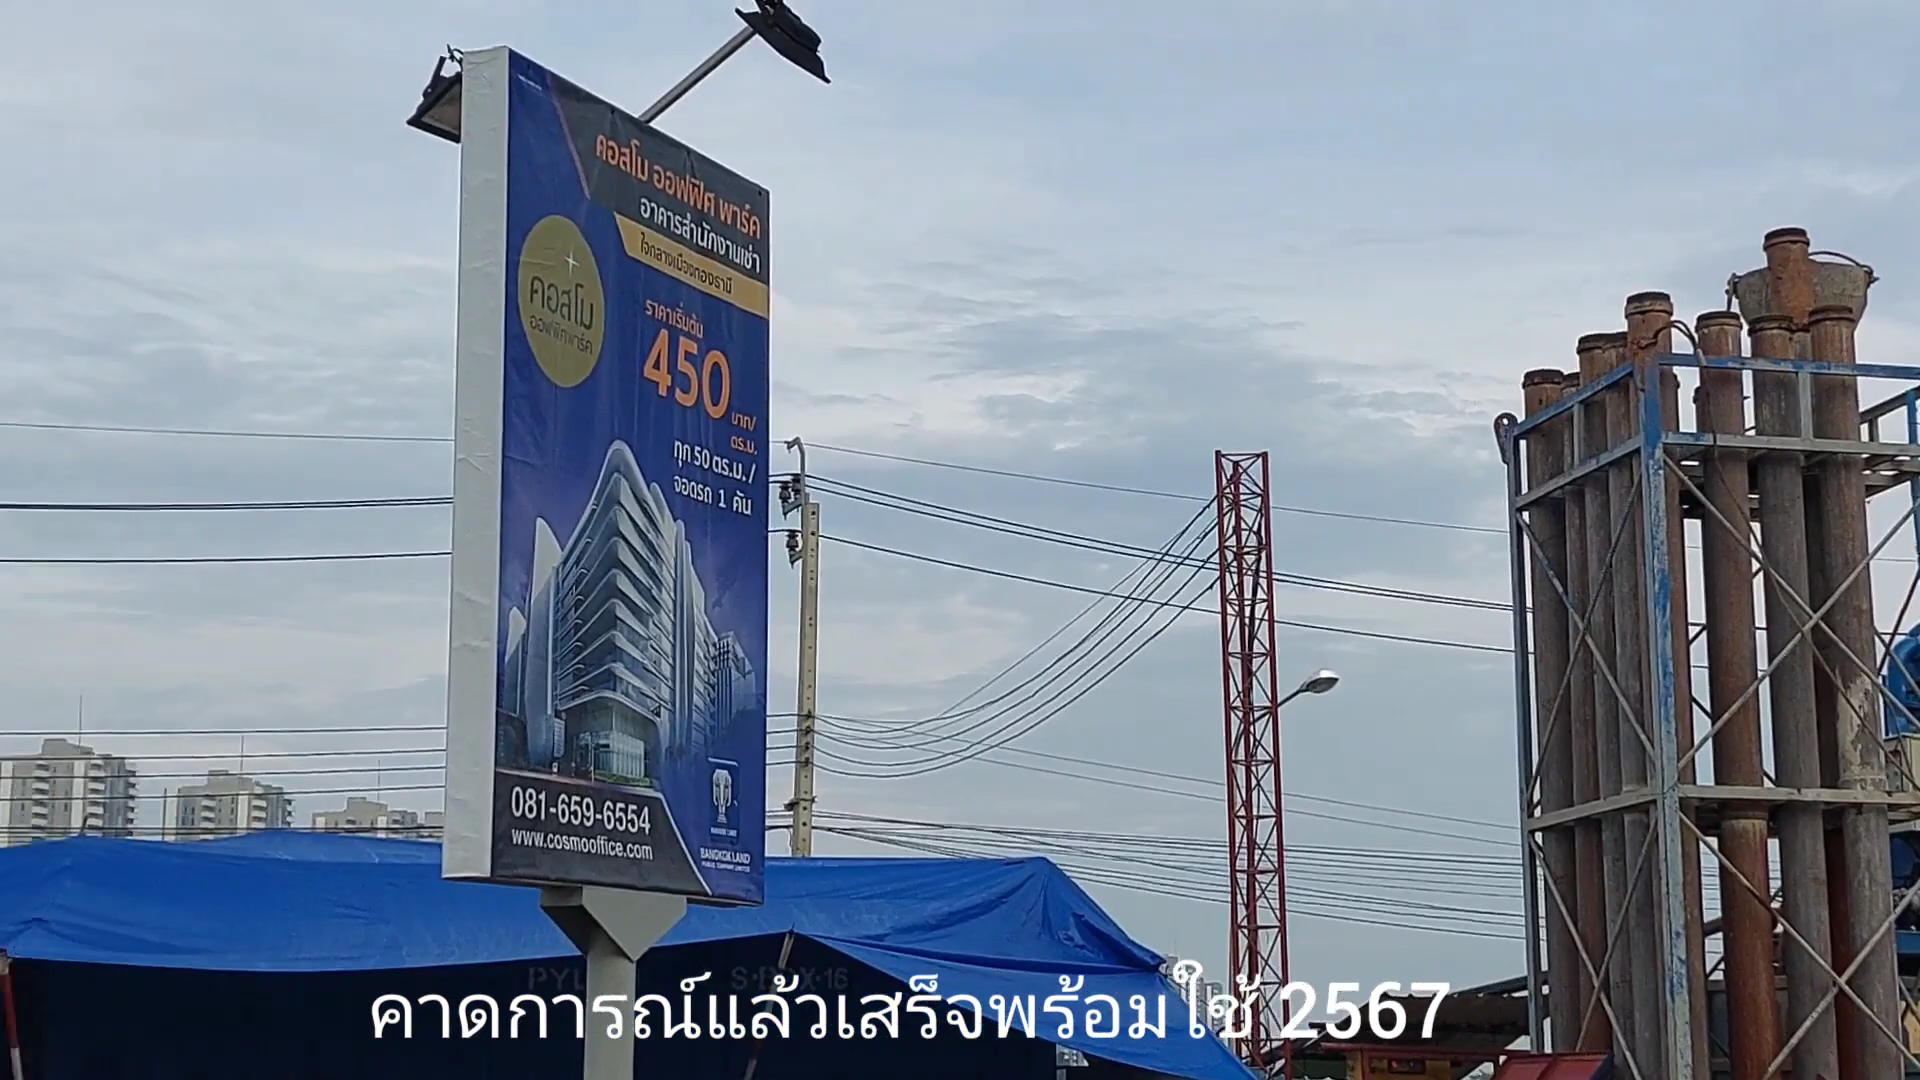 คอสโม ออฟฟิศ พาร์ค
อาคารสำนักงานเช่า
ใจกลางเมืองทองธานี
คอสโม
ออฟฟิศพาร์ค
ราคาเริ่มต้น
450
บาท/
ตร.ม.
ทุก 50 ตร.ม. /
จอดรถ 1 คัน
081-659-6554
www.cosmooffice.com
BANGKOK LAND
BANGKOK LAND
PUBLIC COMPANY LIMITED
คาดการณ์แล้วเสร็จพร้อมใช้ 2567